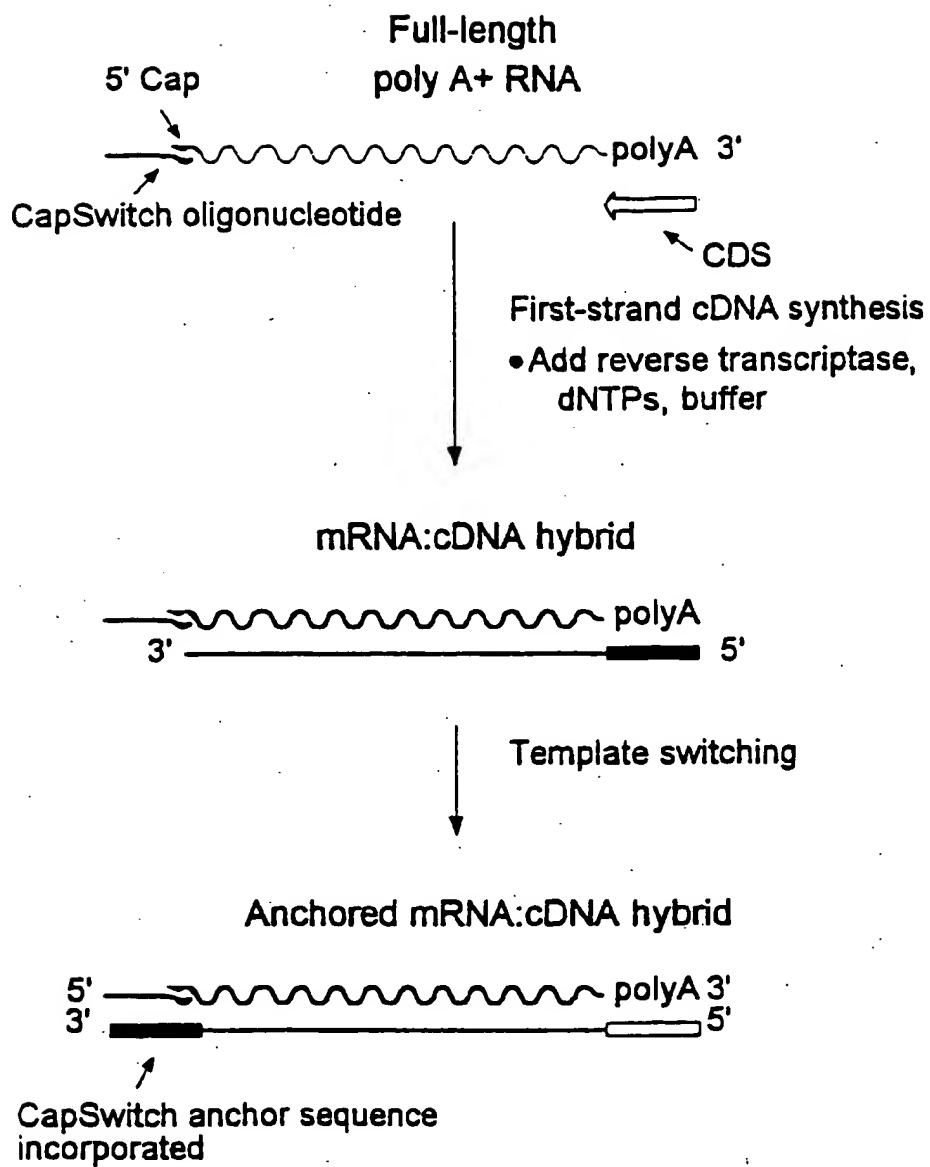 Full-length
poly A+ RNA
5' Cap
polyA 3'
CapSwitch oligonucleotide
CDS
First-strand cDNA synthesis
•Add reverse transcriptase,
dNTPs, buffer
mRNA:cDNA hybrid
polyA
3' 5'
Template switching
Anchored mRNA:cDNA hybrid
5' polyA 3'
3' 5'
CapSwitch anchor sequence
incorporated